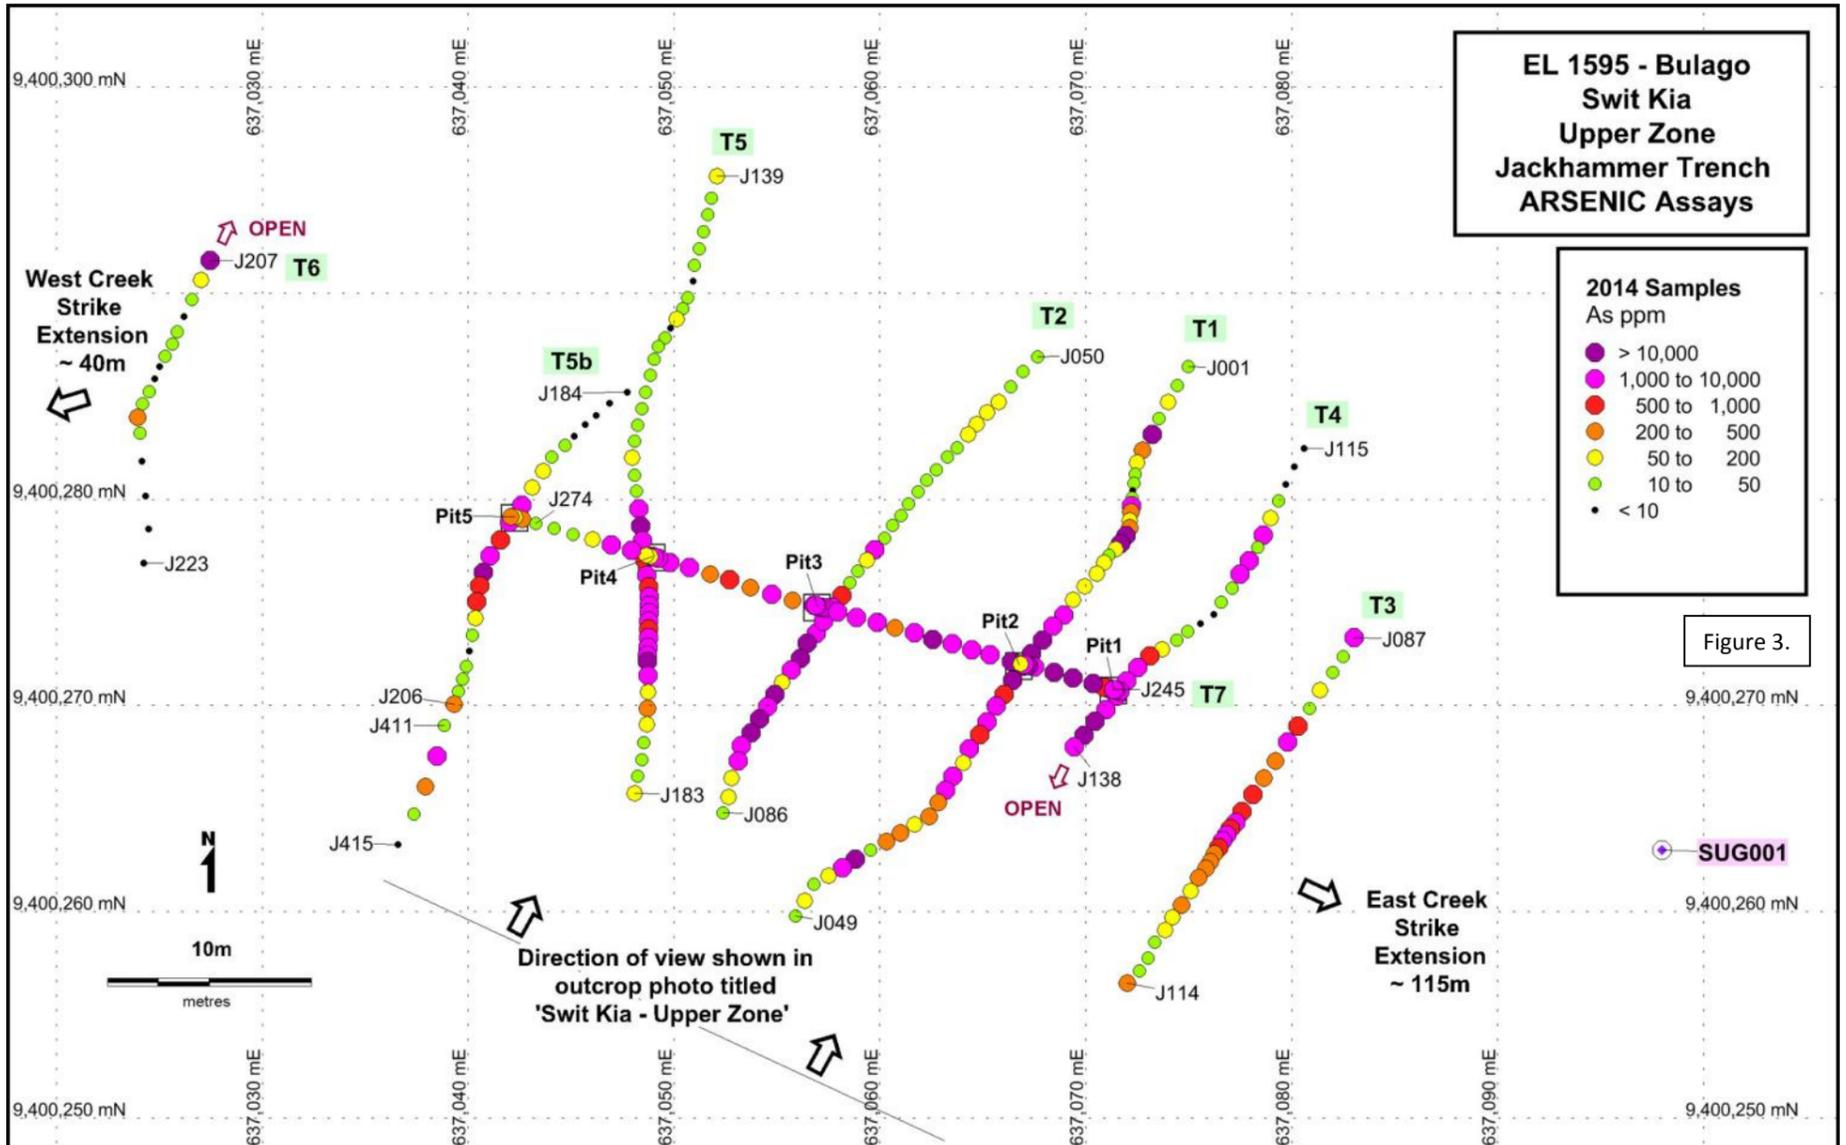 637,030 mE
637,040 mE
637,050 mE
637,060 mE
637,070 mE
637,080 mE
9,400,300 mN
EL 1595 - Bulago
Swit Kia
Upper Zone
Jackhammer Trench
ARSENIC Assays
T5
J139
OPEN
J207
T6
West Creek
Strike
Extension
~ 40m
2014 Samples
As ppm
> 10,000
1,000 to 10,000
500 to 1,000
200 to 500
50 to 200
10 to 50
< 10
T2
J050
T1
J001
T5b
J184
T4
J115
9,400,280 mN
J274
Pit5
Pit4
Pit3
J223
T3
J087
Figure 3.
Pit2
Pit1
J245
T7
J206
J411
9,400,270 mN
9,400,270 mN
J138
OPEN
J183
J086
J415
N
SUG001
9,400,260 mN
J049
East Creek
Strike
Extension
~ 115m
9,400,260 mN
10m
metres
Direction of view shown in
outcrop photo titled
'Swit Kia - Upper Zone'
J114
637,030 mE
637,040 mE
637,050 mE
637,060 mE
637,070 mE
637,080 mE
637,090 mE
9,400,250 mN
9,400,250 mN